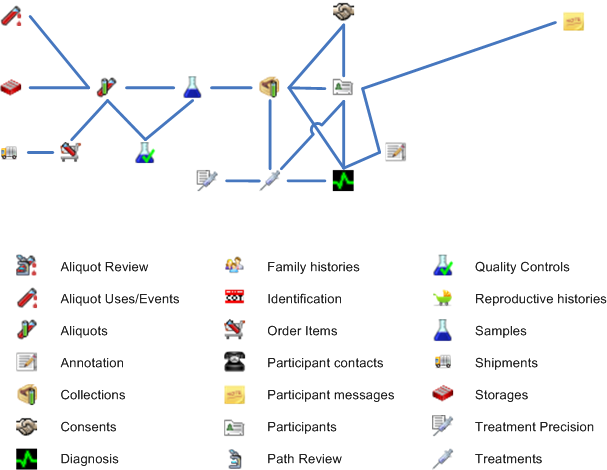 Aliquot Review
Family histories
Quality Controls
Aliquot Uses/Events
Identification
Reproductive histories
Aliquots
Order Items
Samples
Annotation
Participant contacts
Shipments
Collections
Participant messages
Storages
Consents
Participants
Treatment Precision
Diagnosis
Path Review
Treatments